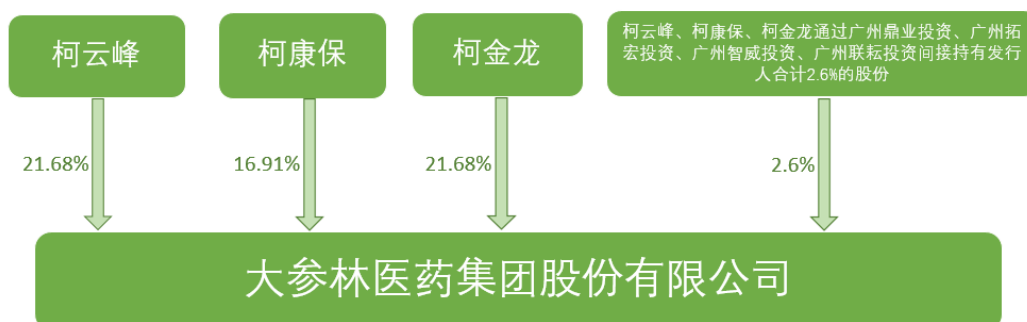 柯云峰
柯康保
柯金龙
柯云峰、柯康保、柯金龙通过广州鼎业投资、广州拓
宏投资、广州智威投资、广州联耘投资间接持有发行
人合计2.6%的股份
21.68%
16.91%
21.68%
2.6%
大参林医药集团股份有限公司